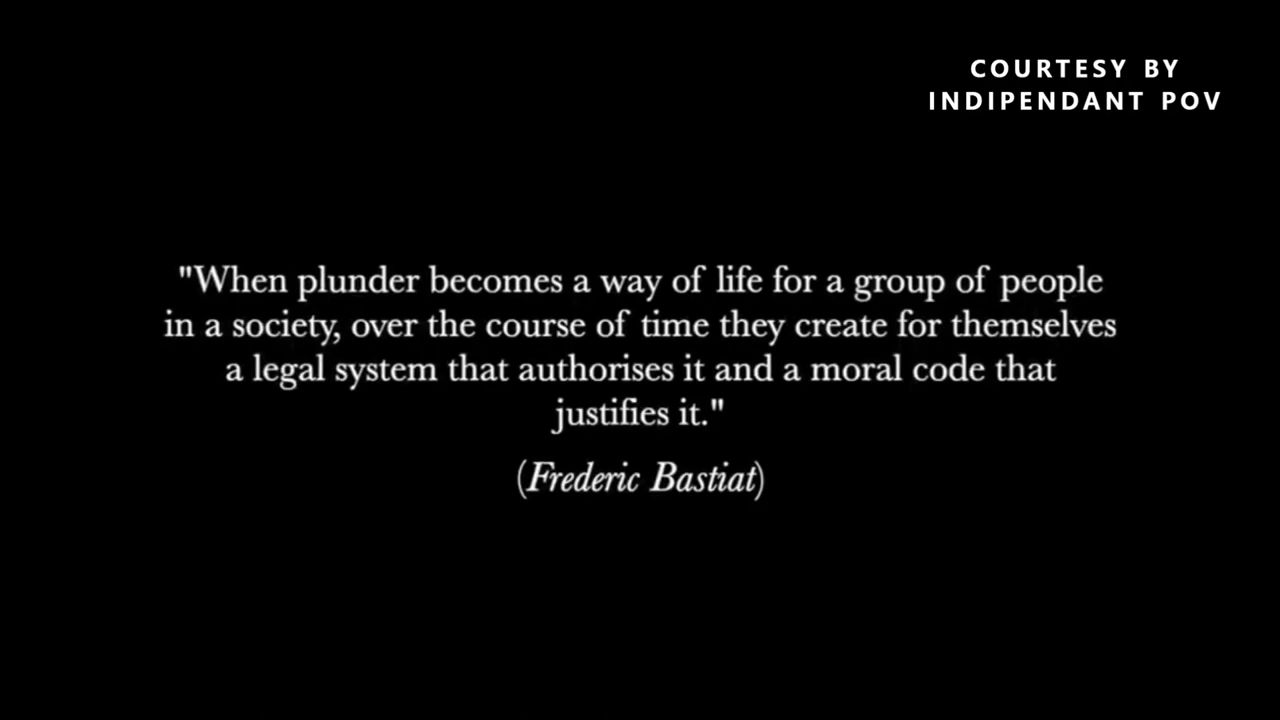 COURTESY BY
INDIPENDANT POV
"When plunder becomes a way of life for a group of people
in a society, over the course of time they create for themselves
a legal system that authorises it and a moral code that
justifies it."
(Frederic Bastiat)